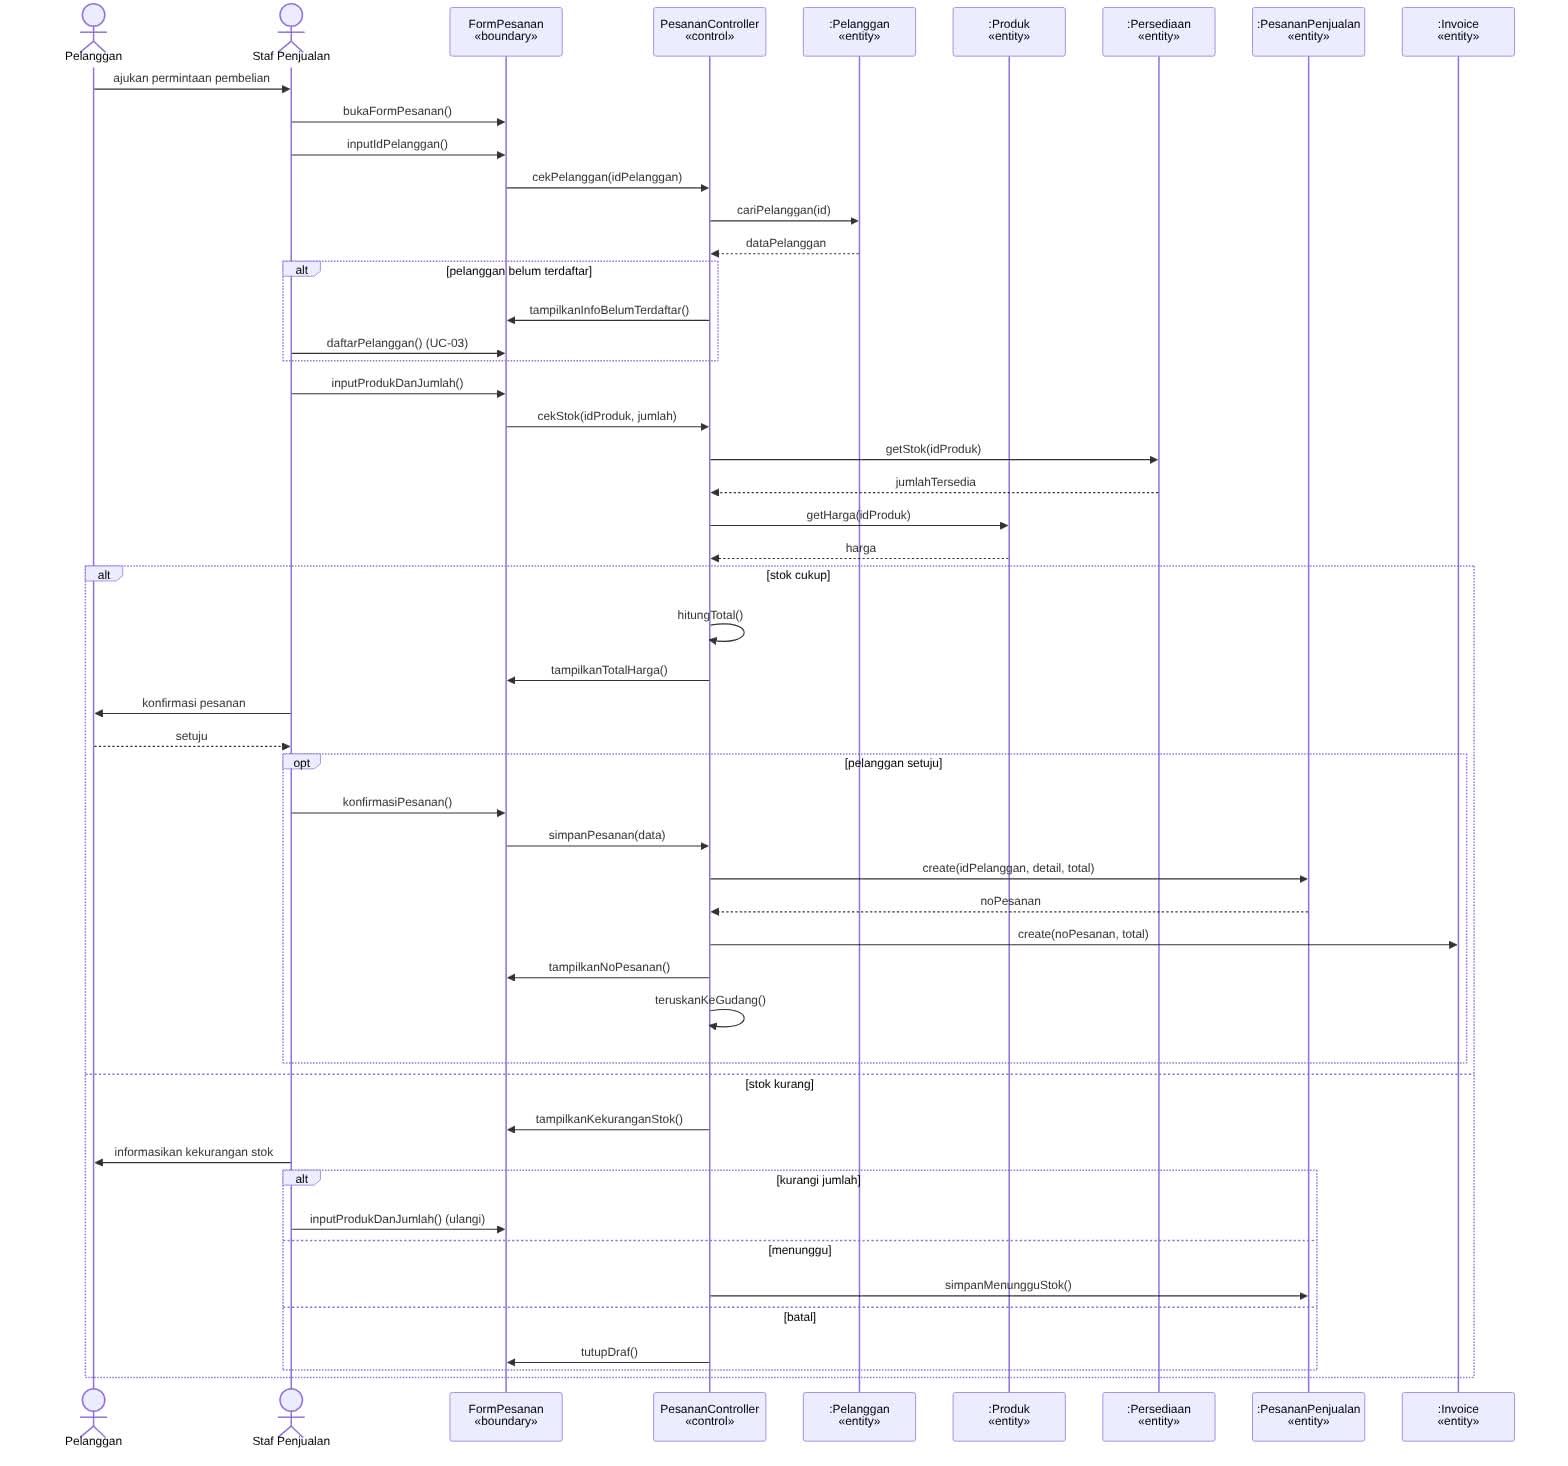 Pelanggan
Staf Penjualan
FormPesanan
«boundary»
PesananController
«control»
:Pelanggan
«entity»
:Produk
«entity»
:Persediaan
«entity»
:PesananPenjualan
«entity»
:Invoice
«entity»
ajukan permintaan pembelian
bukaFormPesanan()
inputIdPelanggan()
cekPelanggan(idPelanggan)
cariPelanggan(id)
dataPelanggan
alt
[pelanggan belum terdaftar]
tampilkanInfoBelumTerdaftar()
daftarPelanggan() (UC-03)
inputProdukDanJumlah()
cekStok(idProduk, jumlah)
getStok(idProduk)
jumlahTersedia
getHarga(idProduk)
harga
alt
[stok cukup]
hitungTotal()
tampilkanTotalHarga()
konfirmasi pesanan
setuju
opt
[pelanggan setuju]
konfirmasiPesanan()
simpanPesanan(data)
create(idPelanggan, detail, total)
noPesanan
create(noPesanan, total)
tampilkanNoPesanan()
teruskanKeGudang()
[stok kurang]
tampilkanKekuranganStok()
informasikan kekurangan stok
alt
[kurangi jumlah]
inputProdukDanJumlah() (ulangi)
[menunggu]
simpanMenungguStok()
[batal]
tutupDraf()
Pelanggan
Staf Penjualan
FormPesanan
«boundary»
PesananController
«control»
:Pelanggan
«entity»
:Produk
«entity»
:Persediaan
«entity»
:PesananPenjualan
«entity»
:Invoice
«entity»